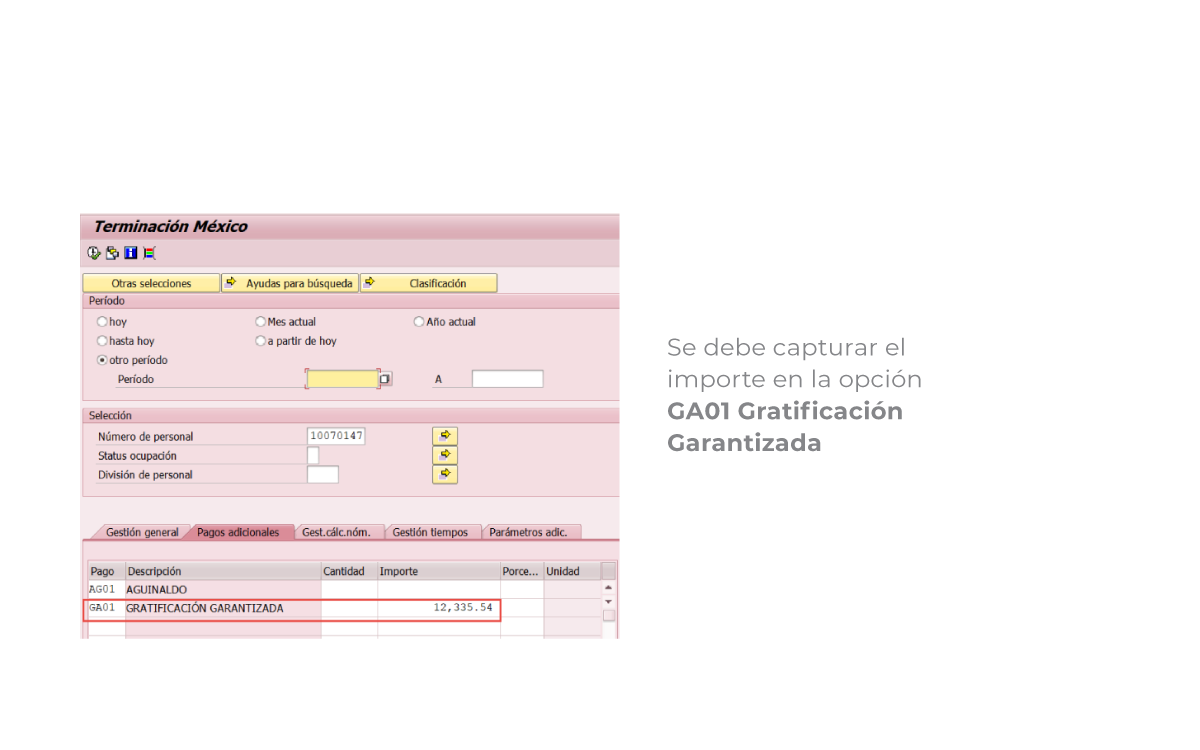 Terminación México
Otras selecciones Ayudas para búsqueda Clasificación
Período
hoy Mes actual Año actual
hasta hoy a partir de hoy
otro período
Período A
Selección
Número de personal 10070147
Status ocupación
División de personal
Gestión general Pagos adicionales Gest.cálc.nóm. Gestión tiempos Parámetros adic.
Pago Descripción Cantidad Importe Porce... Unidad
AG01 AGUINALDO
GA01 GRATIFICACIÓN GARANTIZADA 12,335.54
Se debe capturar el
importe en la opción
GA01 Gratificación
Garantizada